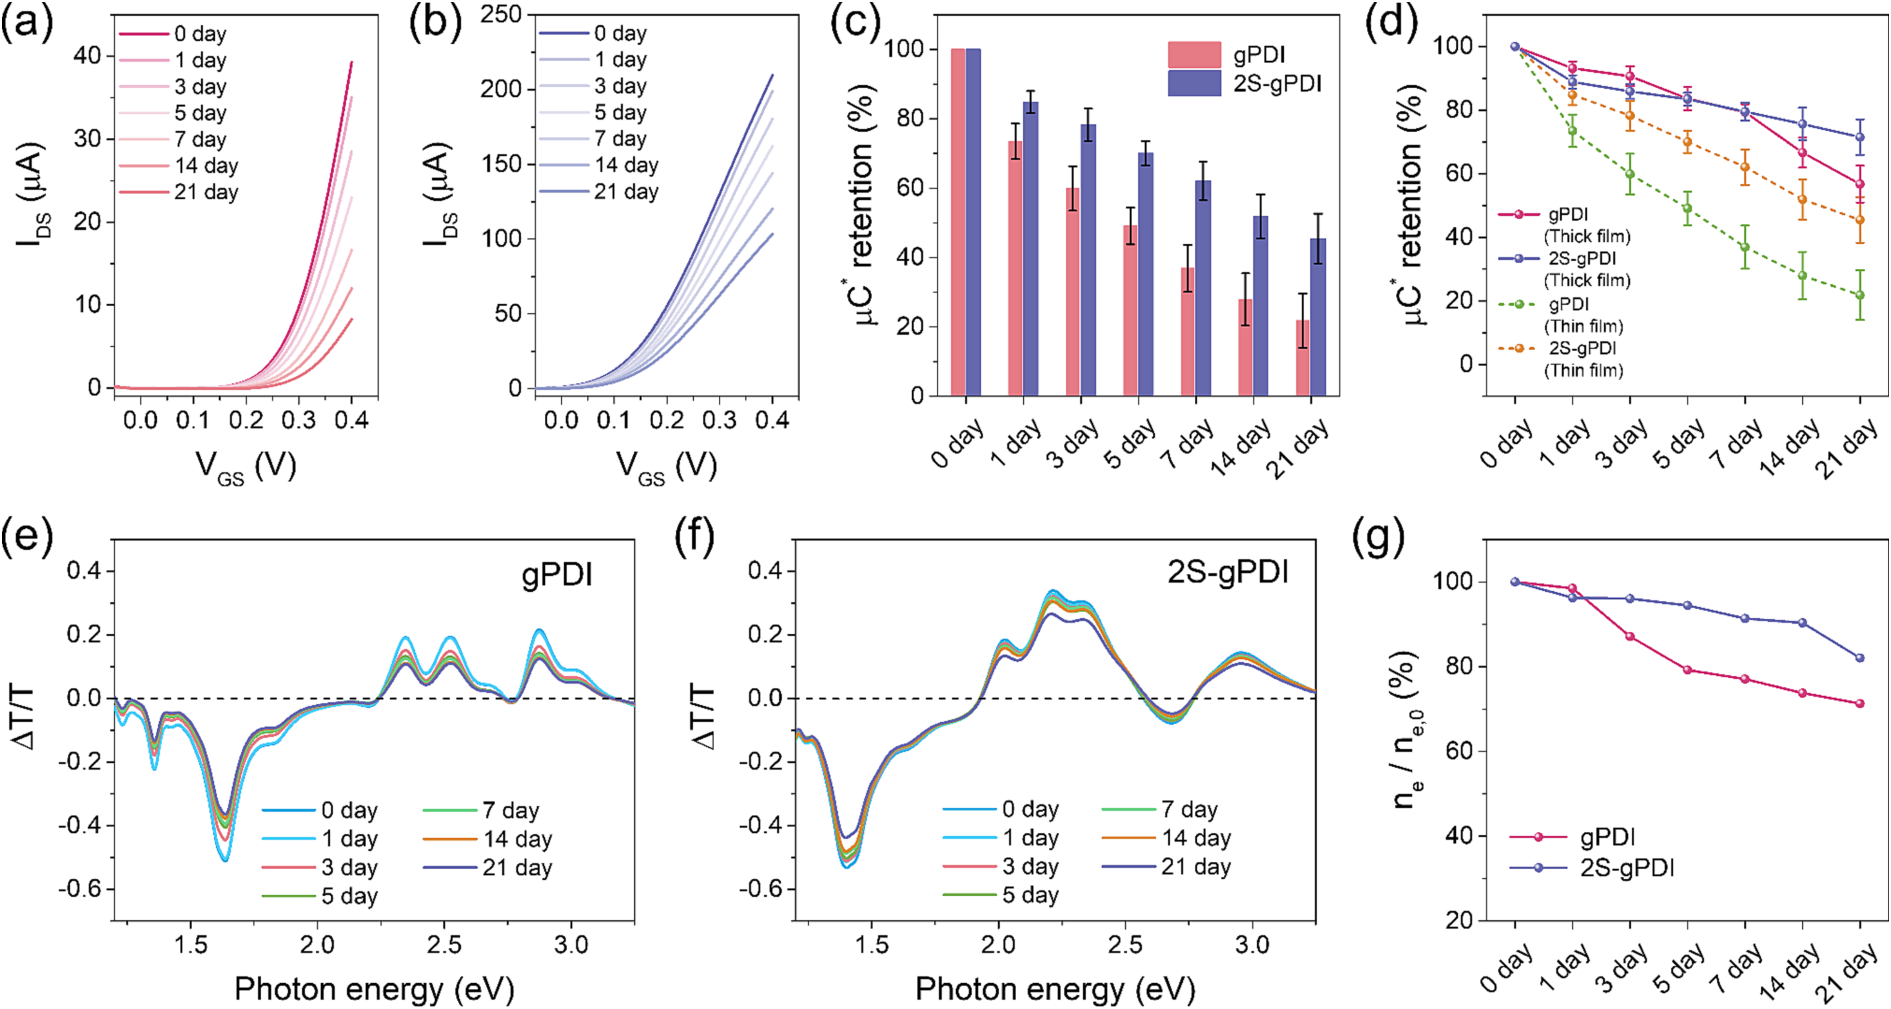 (a)
0 day
1 day
3 day
5 day
7 day
14 day
21 day
40
30
20
10
0
I_DS (μA)
0.0 0.1 0.2 0.3 0.4
V_GS (V)
(b)
0 day
1 day
3 day
5 day
7 day
14 day
21 day
250
200
150
100
50
0
I_DS (μA)
0.0 0.1 0.2 0.3 0.4
V_GS (V)
(c)
gPDI
2S-gPDI
100
80
60
40
20
0
μC* retention (%)
0 day 1 day 3 day 5 day 7 day 14 day 21 day
(d)
100
80
60
40
20
0
μC* retention (%)
gPDI
(Thick film)
2S-gPDI
(Thick film)
gPDI
(Thin film)
2S-gPDI
(Thin film)
0 day 1 day 3 day 5 day 7 day 14 day 21 day
(e)
gPDI
0.4
0.2
0.0
-0.2
-0.4
-0.6
ΔT/T
0 day 7 day
1 day 14 day
3 day 21 day
5 day
1.5 2.0 2.5 3.0
Photon energy (eV)
(f)
2S-gPDI
0.4
0.2
0.0
-0.2
-0.4
-0.6
ΔT/T
0 day 7 day
1 day 14 day
3 day 21 day
5 day
1.5 2.0 2.5 3.0
Photon energy (eV)
(g)
100
80
60
40
20
n_e / n_e,0 (%)
gPDI
2S-gPDI
0 day 1 day 3 day 5 day 7 day 14 day 21 day